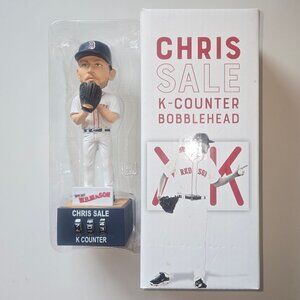 CHRIS
SALE
K-COUNTER
BOBBLEHEAD
CHRIS SALE
K COUNTER